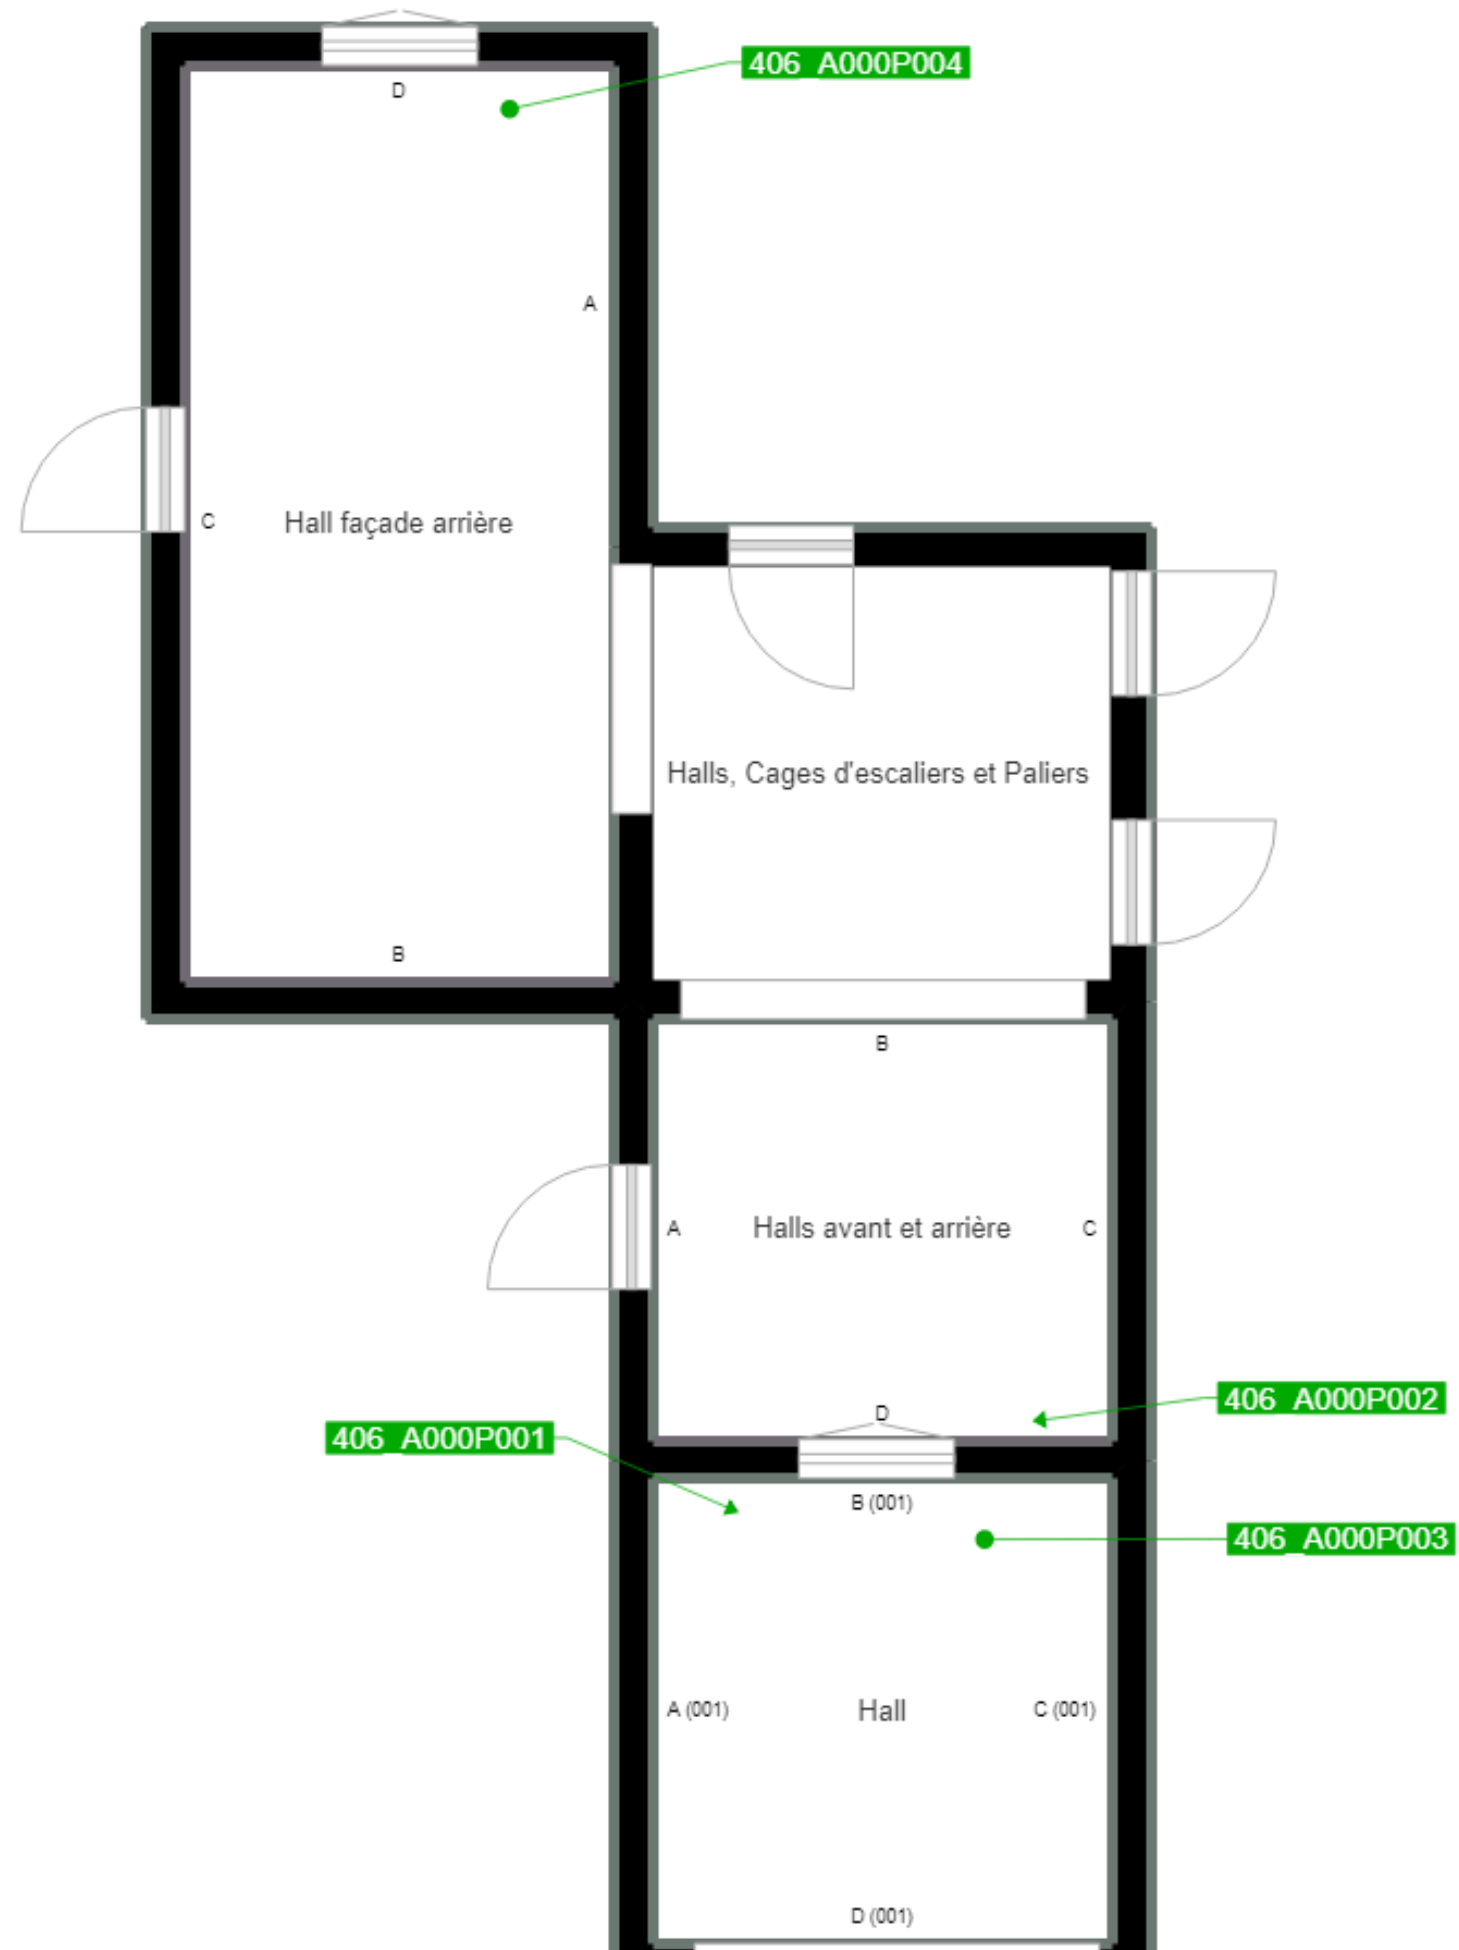 406_A000P004
D
A
C
Hall façade arrière
Halls, Cages d'escaliers et Paliers
B
B
A
Halls avant et arrière
C
406_A000P002
D
406_A000P001
B (001)
406_A000P003
A (001)
Hall
C (001)
D (001)